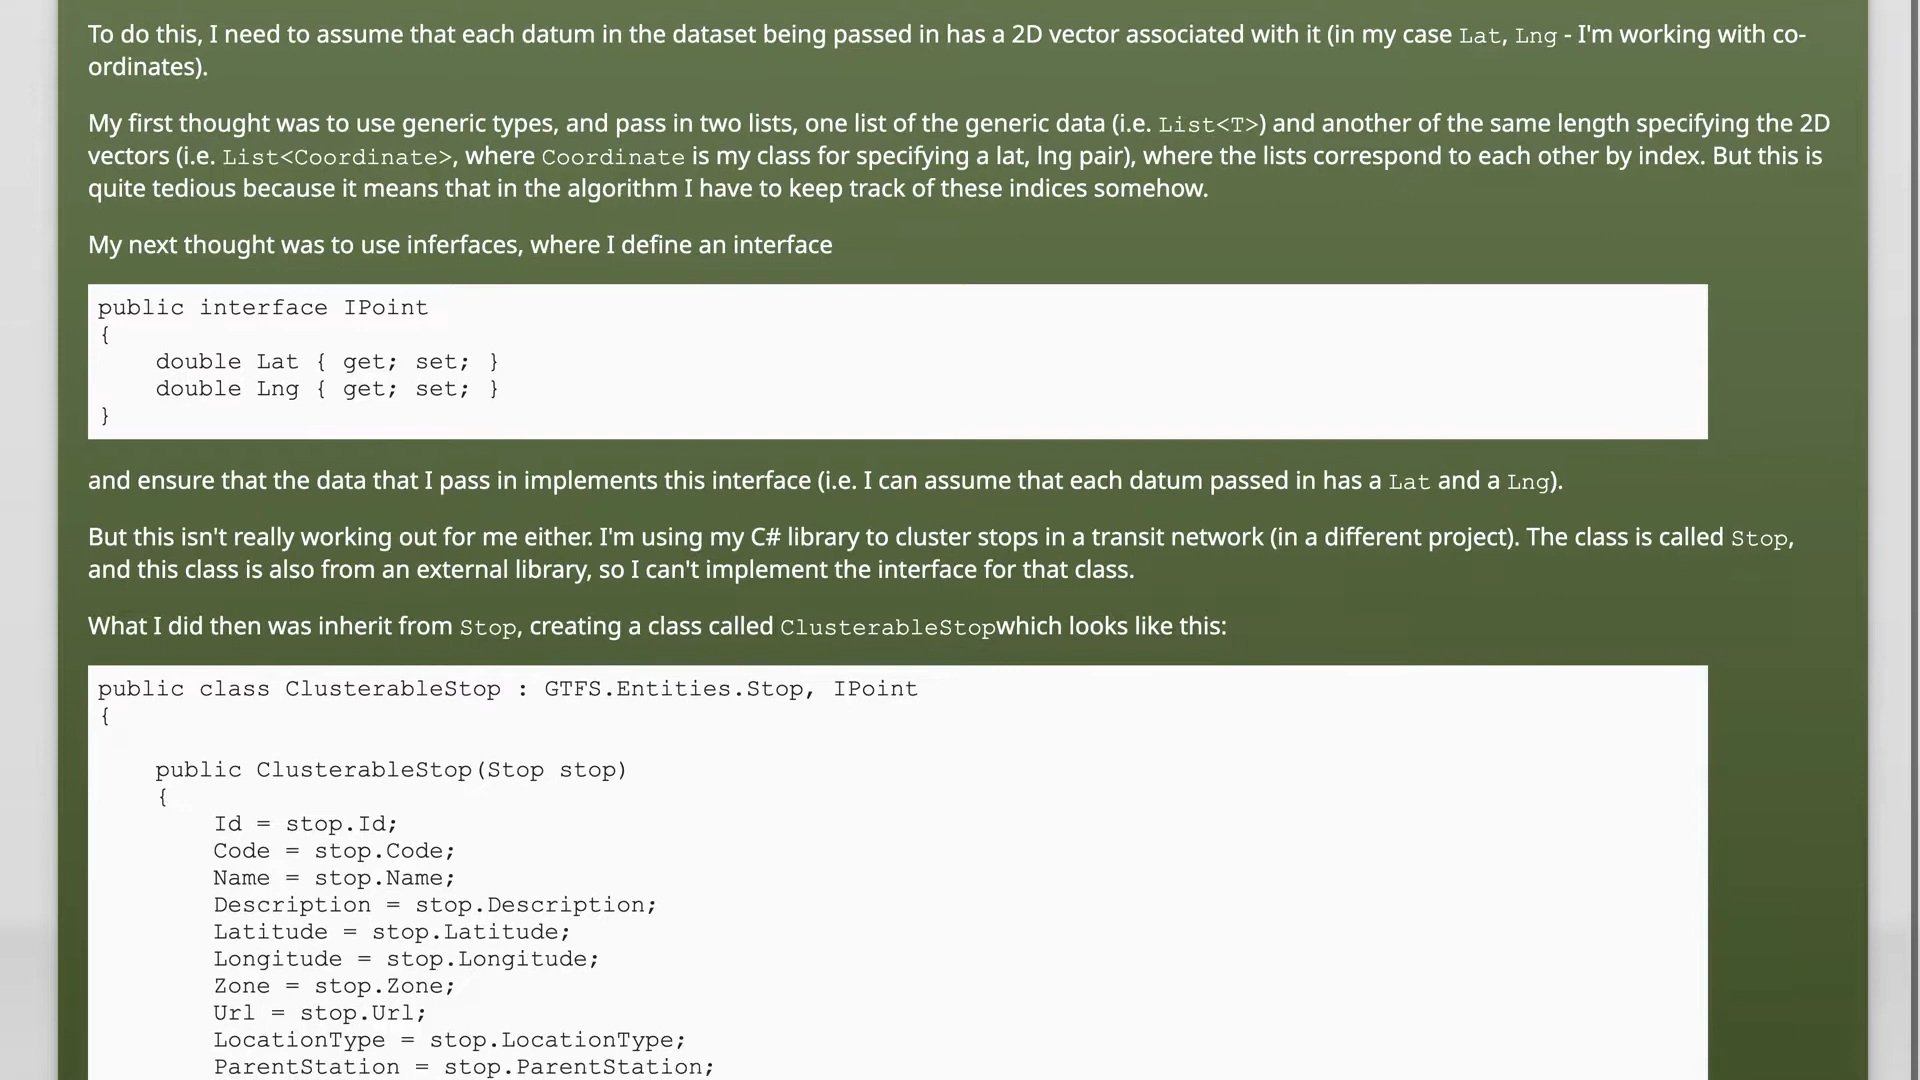 To do this, I need to assume that each datum in the dataset being passed in has a 2D vector associated with it (in my case Lat, Lng - I'm working with co-
ordinates).
My first thought was to use generic types, and pass in two lists, one list of the generic data (i.e. List<T>) and another of the same length specifying the 2D
vectors (i.e. List<Coordinate>, where Coordinate is my class for specifying a lat, lng pair), where the lists correspond to each other by index. But this is
quite tedious because it means that in the algorithm I have to keep track of these indices somehow.
My next thought was to use inferfaces, where I define an interface
public interface IPoint
{
    double Lat { get; set; }
    double Lng { get; set; }
}
and ensure that the data that I pass in implements this interface (i.e. I can assume that each datum passed in has a Lat and a Lng).
But this isn't really working out for me either. I'm using my C# library to cluster stops in a transit network (in a different project). The class is called Stop,
and this class is also from an external library, so I can't implement the interface for that class.
What I did then was inherit from Stop, creating a class called ClusterableStopwhich looks like this:
public class ClusterableStop : GTFS.Entities.Stop, IPoint
{
    public ClusterableStop(Stop stop)
    {
        Id = stop.Id;
        Code = stop.Code;
        Name = stop.Name;
        Description = stop.Description;
        Latitude = stop.Latitude;
        Longitude = stop.Longitude;
        Zone = stop.Zone;
        Url = stop.Url;
        LocationType = stop.LocationType;
        ParentStation = stop.ParentStation;